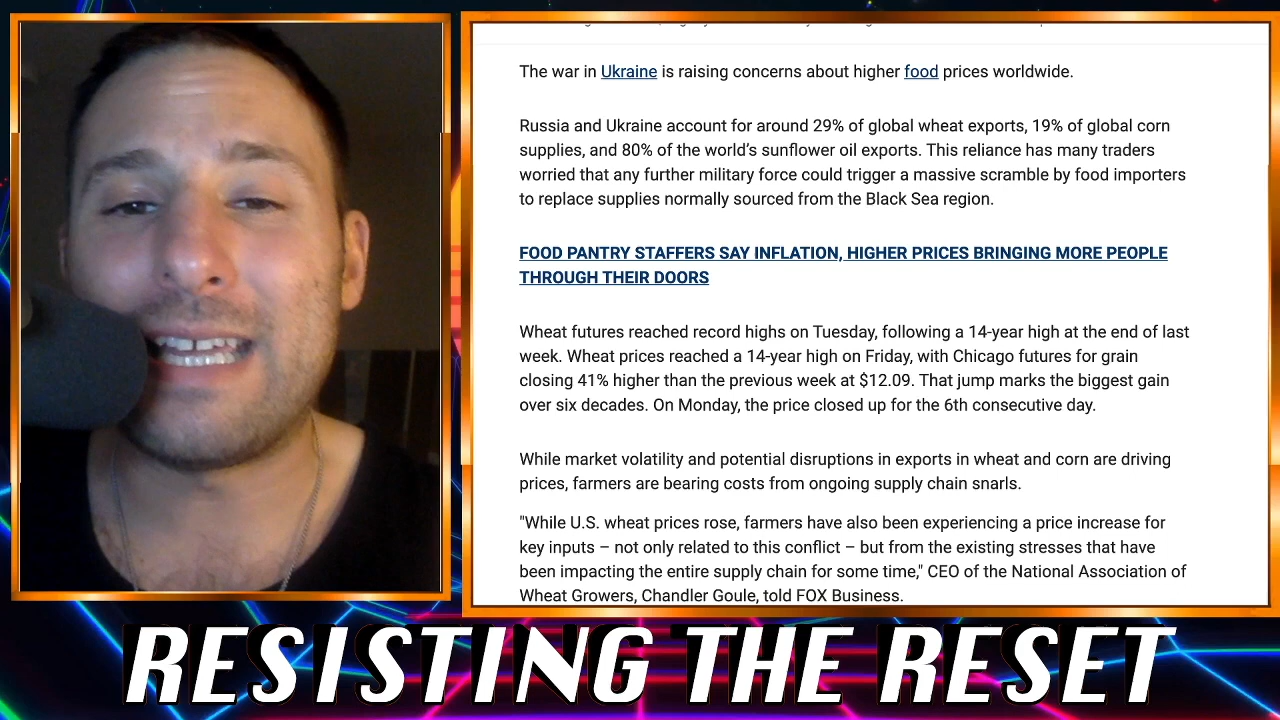 The war in Ukraine is raising concerns about higher food prices worldwide.
Russia and Ukraine account for around 29% of global wheat exports, 19% of global corn
supplies, and 80% of the world’s sunflower oil exports. This reliance has many traders
worried that any further military force could trigger a massive scramble by food importers
to replace supplies normally sourced from the Black Sea region.
FOOD PANTRY STAFFERS SAY INFLATION, HIGHER PRICES BRINGING MORE PEOPLE
THROUGH THEIR DOORS
Wheat futures reached record highs on Tuesday, following a 14-year high at the end of last
week. Wheat prices reached a 14-year high on Friday, with Chicago futures for grain
closing 41% higher than the previous week at $12.09. That jump marks the biggest gain
over six decades. On Monday, the price closed up for the 6th consecutive day.
While market volatility and potential disruptions in exports in wheat and corn are driving
prices, farmers are bearing costs from ongoing supply chain snarls.
"While U.S. wheat prices rose, farmers have also been experiencing a price increase for
key inputs – not only related to this conflict – but from the existing stresses that have
been impacting the entire supply chain for some time," CEO of the National Association of
Wheat Growers, Chandler Goule, told FOX Business.
RESISTING THE RESET